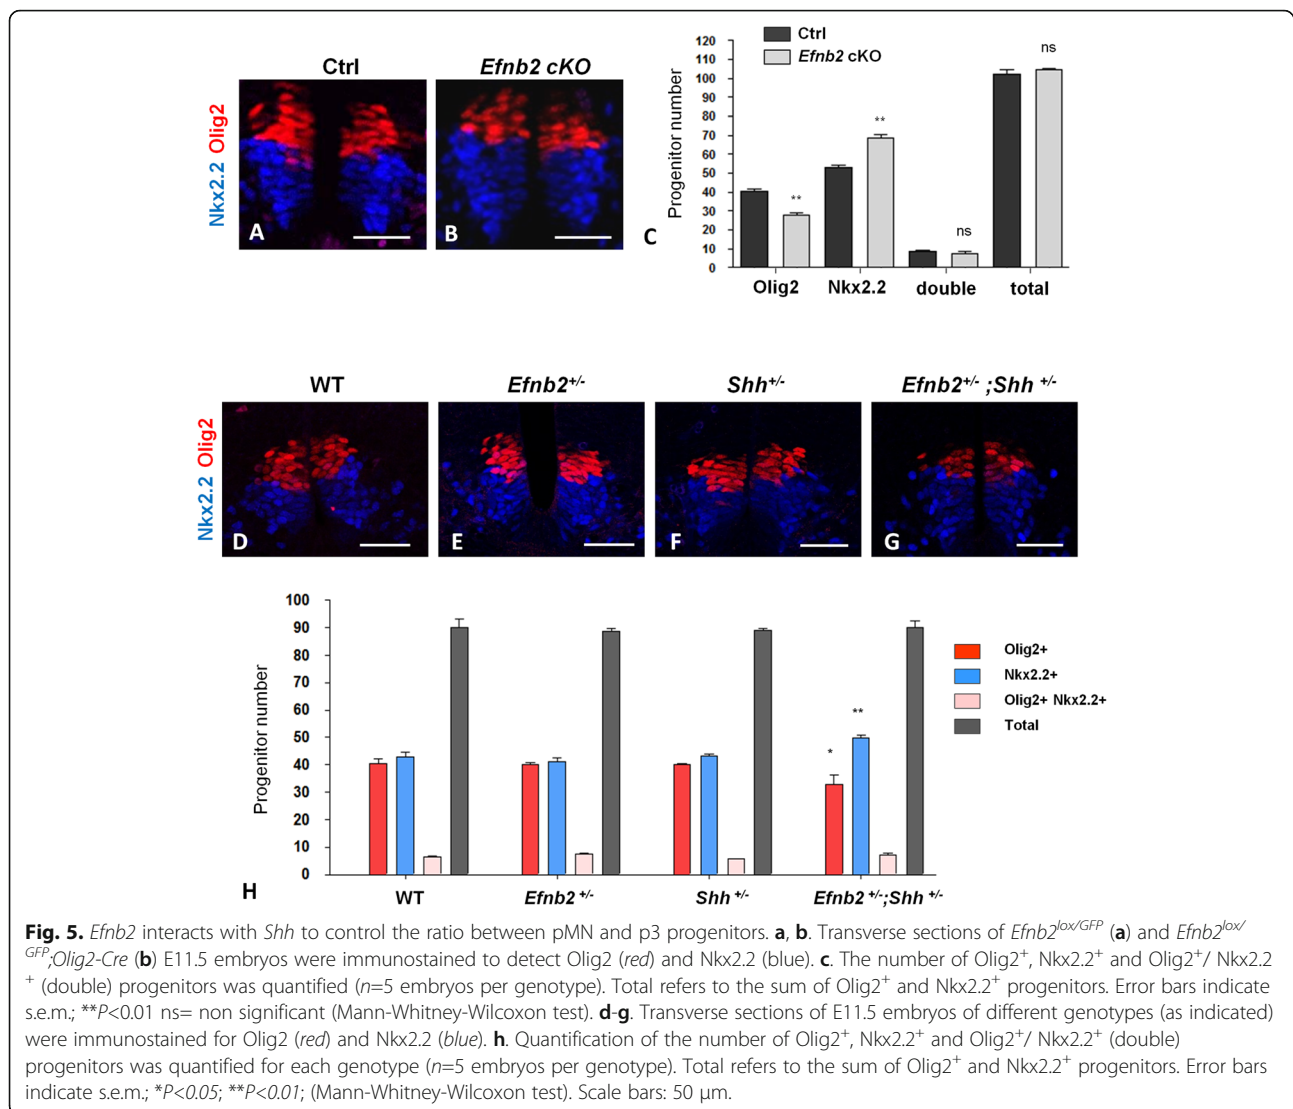 Ctrl
Efnb2 cKO
Nkx2.2 Olig2
A
B
Ctrl
Efnb2 cKO
Progenitor number
120
110
100
90
80
70
60
50
40
30
20
10
0
**
**
ns
ns
Olig2
Nkx2.2
double
total
C
WT
Efnb2+/-
Shh+/-
Efnb2+/- ;Shh +/-
Nkx2.2 Olig2
D
E
F
G
Progenitor number
100
90
80
70
60
50
40
30
20
10
0
*
**
Olig2+
Nkx2.2+
Olig2+ Nkx2.2+
Total
WT
Efnb2 +/-
Shh +/-
Efnb2 +/-;Shh +/-
H
Fig. 5. Efnb2 interacts with Shh to control the ratio between pMN and p3 progenitors. a, b. Transverse sections of Efnb2lox/GFP (a) and Efnb2lox/
GFP;Olig2-Cre (b) E11.5 embryos were immunostained to detect Olig2 (red) and Nkx2.2 (blue). c. The number of Olig2+, Nkx2.2+ and Olig2+/ Nkx2.2
+ (double) progenitors was quantified (n=5 embryos per genotype). Total refers to the sum of Olig2+ and Nkx2.2+ progenitors. Error bars indicate
s.e.m.; **P<0.01 ns= non significant (Mann-Whitney-Wilcoxon test). d-g. Transverse sections of E11.5 embryos of different genotypes (as indicated)
were immunostained for Olig2 (red) and Nkx2.2 (blue). h. Quantification of the number of Olig2+, Nkx2.2+ and Olig2+/ Nkx2.2+ (double)
progenitors was quantified for each genotype (n=5 embryos per genotype). Total refers to the sum of Olig2+ and Nkx2.2+ progenitors. Error bars
indicate s.e.m.; *P<0.05; **P<0.01; (Mann-Whitney-Wilcoxon test). Scale bars: 50 μm.